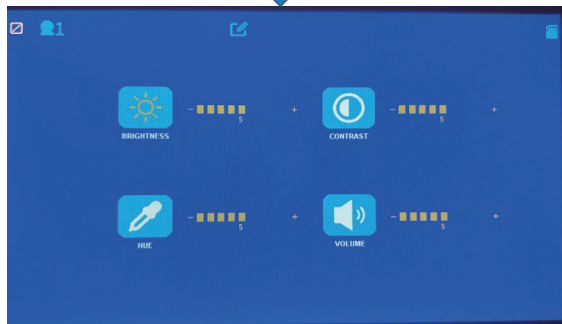 1
- 5 +
BRIGHTNESS
- 5 +
CONTRAST
- 5 +
HUE
- 5 +
VOLUME